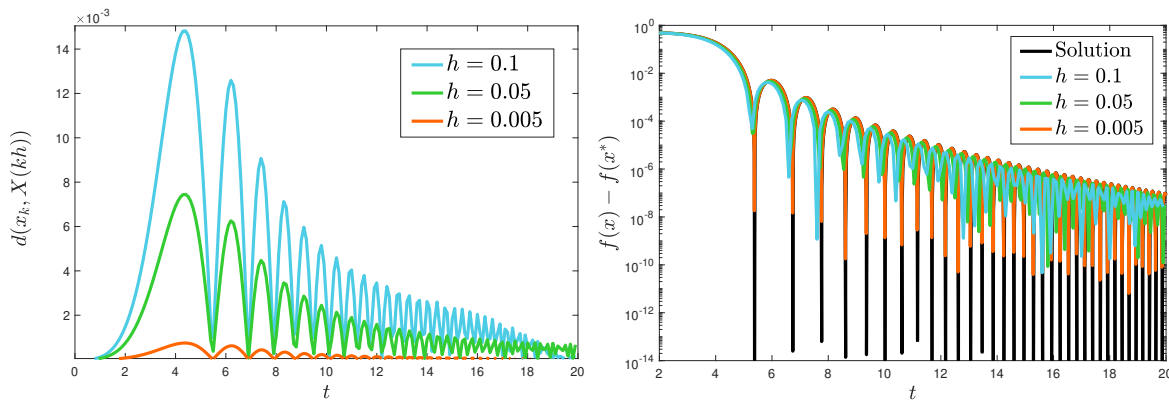 ×10⁻³
14
12
10
8
6
4
2
0 2 4 6 8 10 12 14 16 18 20
t
d(x_k, X(kh))
h = 0.1
h = 0.05
h = 0.005
10⁰
10⁻²
10⁻⁴
10⁻⁶
10⁻⁸
10⁻¹⁰
10⁻¹²
10⁻¹⁴
2 4 6 8 10 12 14 16 18 20
t
f(x) − f(x*)
Solution
h = 0.1
h = 0.05
h = 0.005